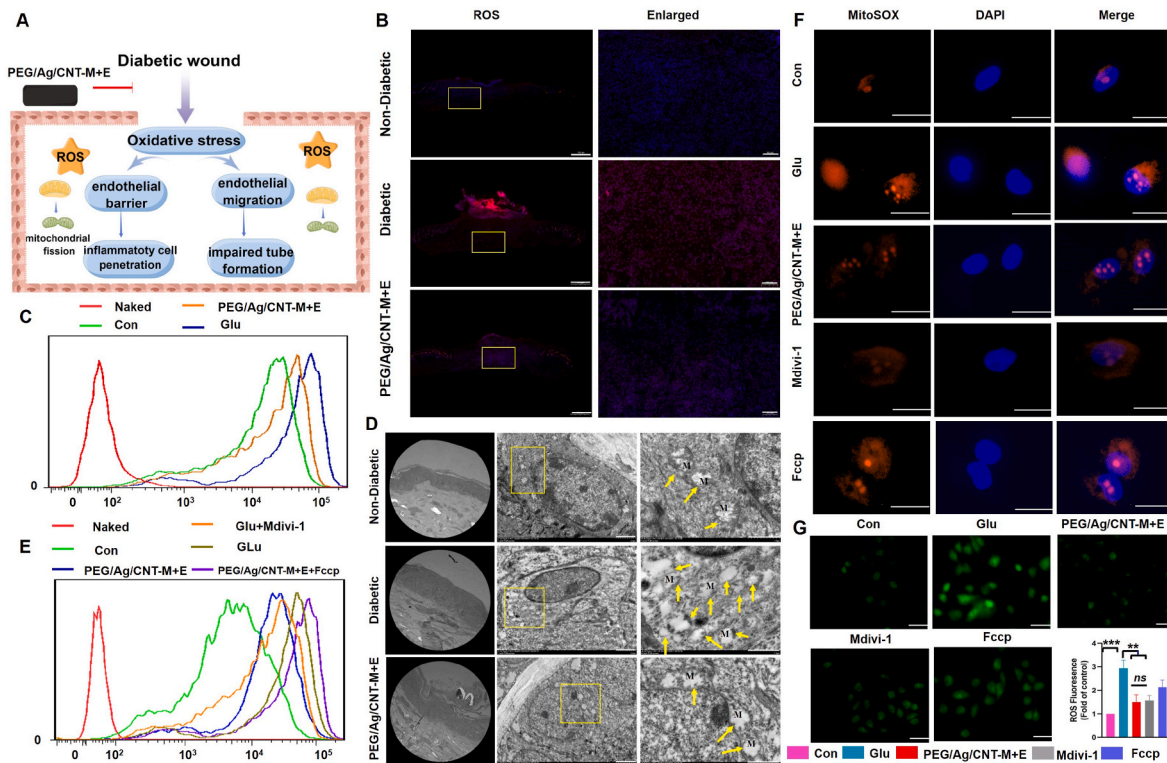 A
Diabetic wound
PEG/Ag/CNT-M+E
Oxidative stress
ROS
ROS
endothelial
barrier
endothelial
migration
mitochondrial
fission
inflammatoty cell
penetration
impaired tube
formation
B
ROS
Enlarged
Non-Diabetic
Diabetic
PEG/Ag/CNT-M+E
C
Naked
PEG/Ag/CNT-M+E
Con
Glu
0
0 10² 10³ 10⁴ 10⁵
D
Non-Diabetic
M
M
M
Diabetic
M
M
M
M
PEG/Ag/CNT-M+E
M
M
M
E
Naked
Glu+Mdivi-1
Con
GLu
PEG/Ag/CNT-M+E
PEG/Ag/CNT-M+E+Fccp
0
0 10² 10³ 10⁴ 10⁵
F
MitoSOX
DAPI
Merge
Con
Glu
PEG/Ag/CNT-M+E
Mdivi-1
Fccp
G
Con
Glu
PEG/Ag/CNT-M+E
Mdivi-1
Fccp
ROS Fluorescence
(Fold of control)
4
3
2
1
0
***
**
ns
Con
Glu
PEG/Ag/CNT-M+E
Mdivi-1
Fccp